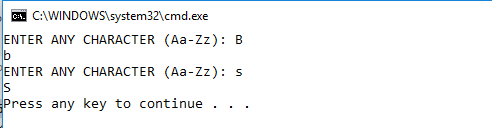 C:\WINDOWS\system32\cmd.exe
ENTER ANY CHARACTER (Aa-Zz): B
b
ENTER ANY CHARACTER (Aa-Zz): s
S
Press any key to continue . . .